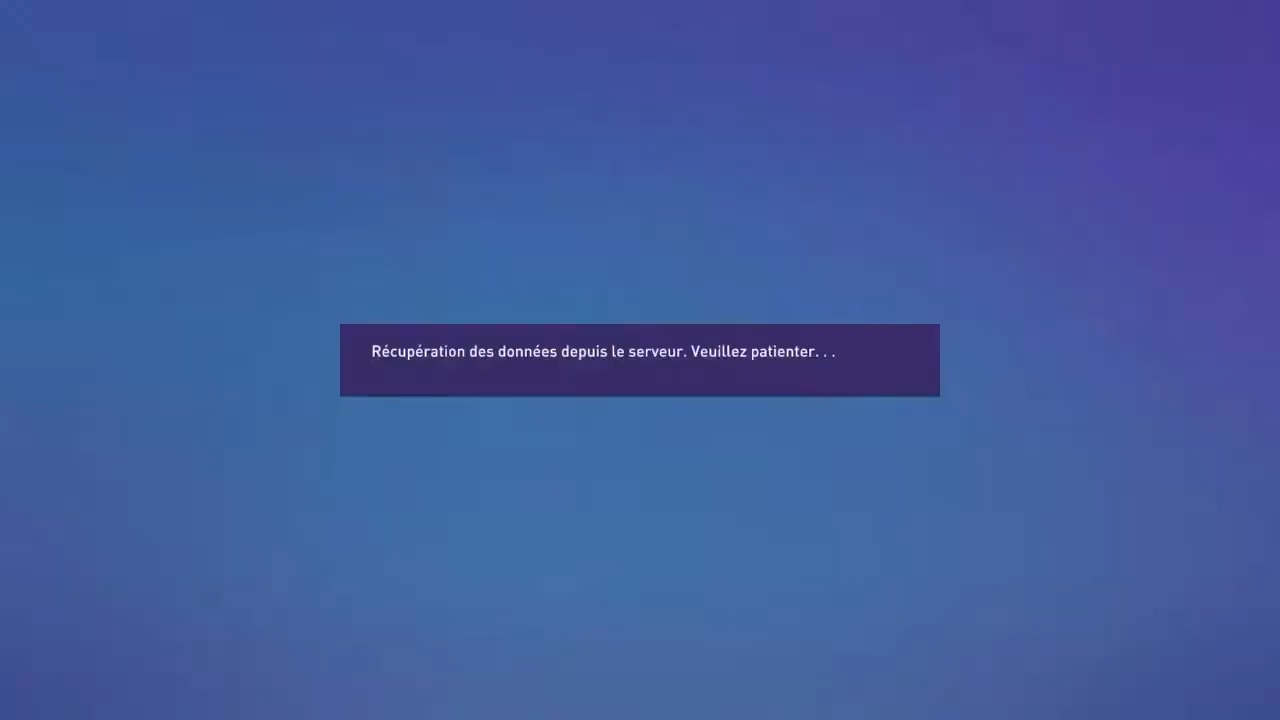 Récupération des données depuis le serveur. Veuillez patienter. . .